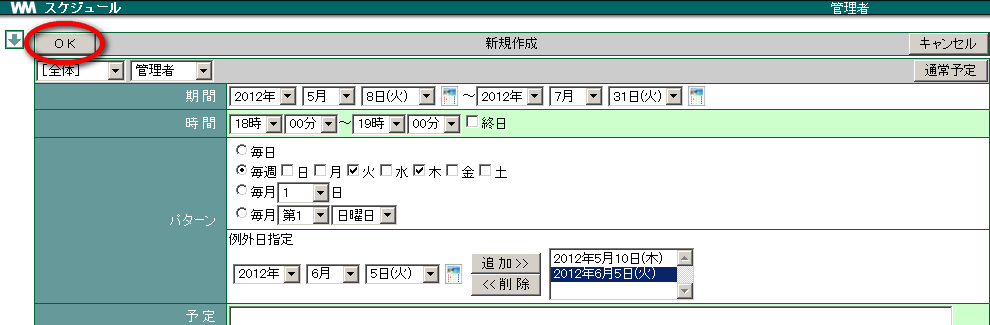 WM スケジュール 管理者
OK 新規作成 キャンセル
[全体] 管理者 通常予定
期間 2012年 5月 8日(火) ～ 2012年 7月 31日(火)
時間 18時 00分 ～ 19時 00分 終日
パターン
毎日
毎週 日 月 火 水 木 金 土
毎月 1 日
毎月 第1 日曜日
例外日指定
2012年 6月 5日(火) 追加>> <<削除
2012年5月10日(木)
2012年6月5日(火)
予定